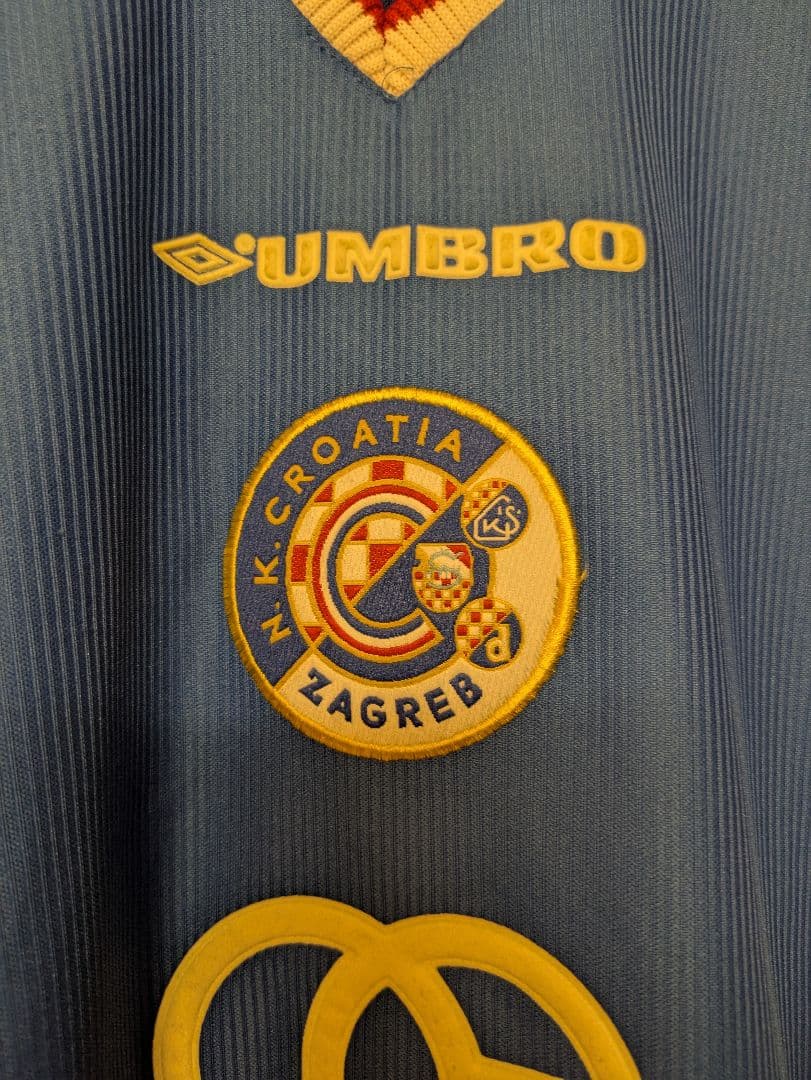 UMBRO
N.K. CROATIA
ZAGREB
d